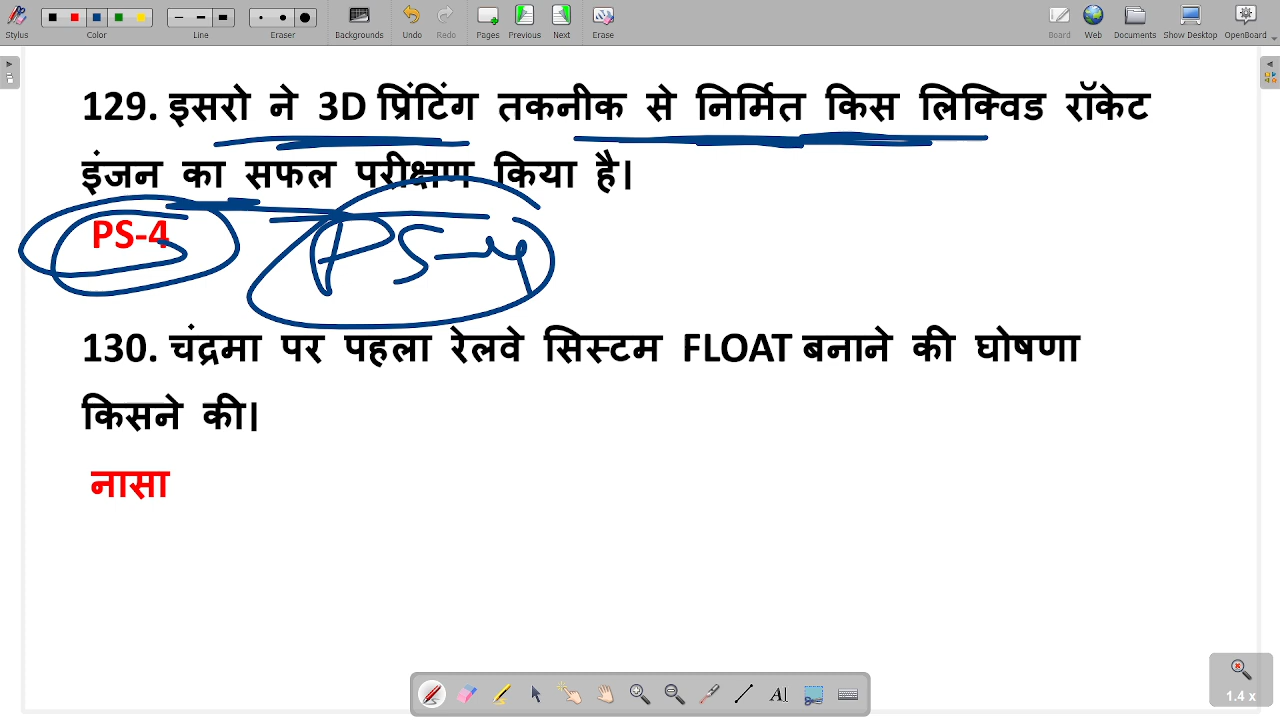 Stylus
Color
Line
Eraser
Backgrounds
Undo
Redo
Pages
Previous
Next
Erase
Board
Web
Documents
Show Desktop
OpenBoard
129. इसरो ने 3D प्रिंटिंग तकनीक से निर्मित किस लिक्विड रॉकेट
इंजन का सफल परीक्षण किया है।
PS-4
PS-4
130. चंद्रमा पर पहला रेलवे सिस्टम FLOAT बनाने की घोषणा
किसने की।
नासा
AI
1.4 x